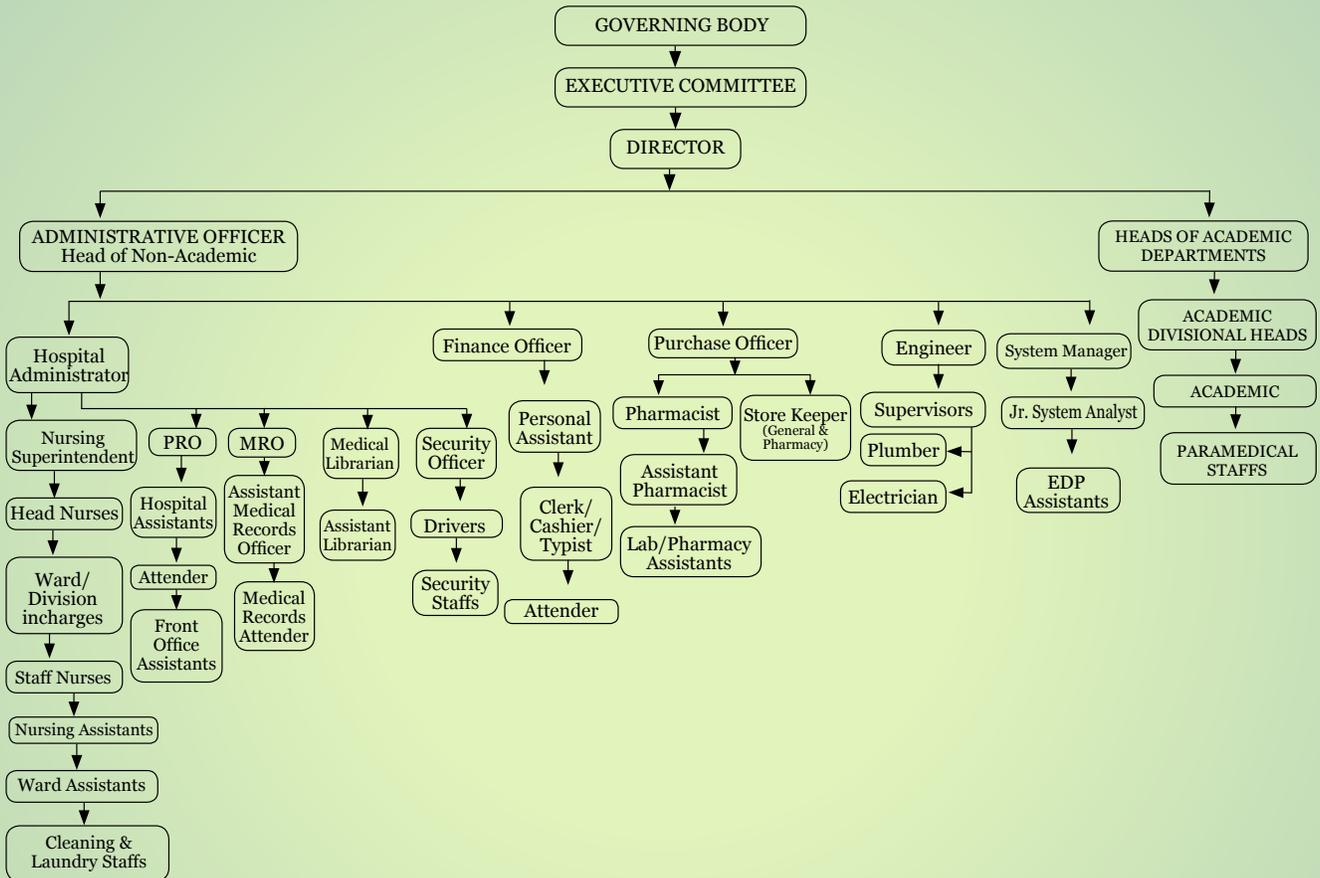 GOVERNING BODY
EXECUTIVE COMMITTEE
DIRECTOR
ADMINISTRATIVE OFFICER
Head of Non-Academic
HEADS OF ACADEMIC
DEPARTMENTS
Hospital
Administrator
Finance Officer
Purchase Officer
Engineer
System Manager
ACADEMIC
DIVISIONAL HEADS
Nursing
Superintendent
PRO
MRO
Medical
Librarian
Security
Officer
Personal
Assistant
Pharmacist
Store Keeper
(General &
Pharmacy)
Supervisors
Plumber
Electrician
Jr. System Analyst
ACADEMIC
Head Nurses
Hospital
Assistants
Assistant
Medical
Records
Officer
Assistant
Librarian
Drivers
Clerk/
Cashier/
Typist
Assistant
Pharmacist
EDP
Assistants
PARAMEDICAL
STAFFS
Ward/
Division
incharges
Attender
Front
Office
Assistants
Medical
Records
Attender
Security
Staffs
Attender
Lab/Pharmacy
Assistants
Staff Nurses
Nursing Assistants
Ward Assistants
Cleaning &
Laundry Staffs